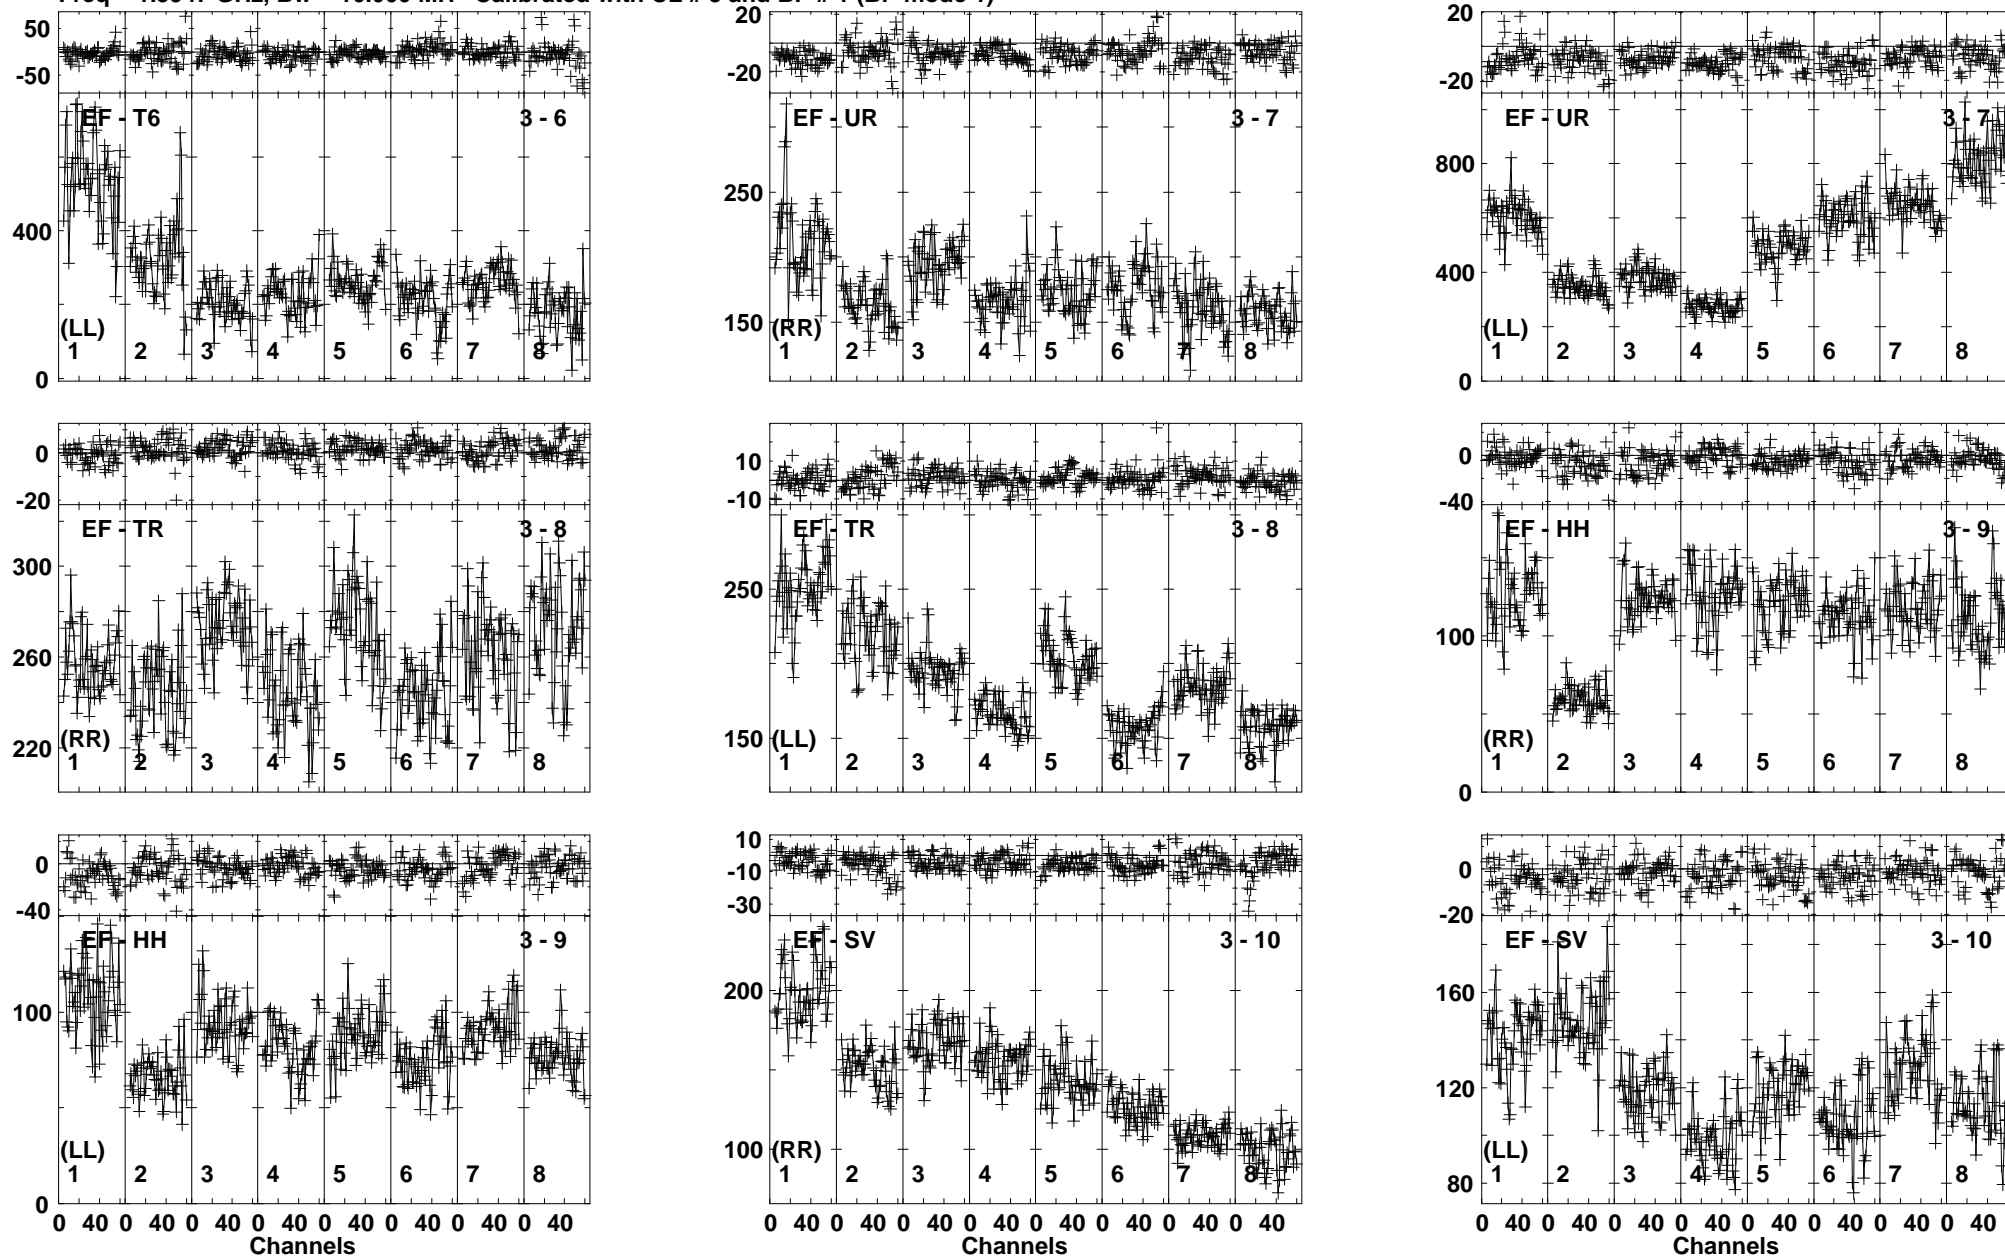 50
-50
EF - T6 3 - 6
400
0
(LL)
1 2 3 4 5 6 7 8
20
-20
EF - UR 3 - 7
250
150
(RR)
1 2 3 4 5 6 7 8
20
-20
EF - UR 3 - 7
800
400
0
(LL)
1 2 3 4 5 6 7 8
0
-20
EF - TR 3 - 8
300
260
220
(RR)
1 2 3 4 5 6 7 8
10
-10
EF - TR 3 - 8
250
150
(LL)
1 2 3 4 5 6 7 8
0
-40
EF - HH 3 - 9
100
0
(RR)
1 2 3 4 5 6 7 8
0
-40
EF - HH 3 - 9
100
0
(LL)
1 2 3 4 5 6 7 8
0 40 0 40 0 40 0 40 0 40 0 40 0 40 0 40
Channels
10
-10
-30
EF - SV 3 - 10
200
100
(RR)
1 2 3 4 5 6 7 8
0 40 0 40 0 40 0 40 0 40 0 40 0 40 0 40
Channels
0
-20
EF - SV 3 - 10
160
120
80
(LL)
1 2 3 4 5 6 7 8
0 40 0 40 0 40 0 40 0 40 0 40 0 40 0 40
Channels